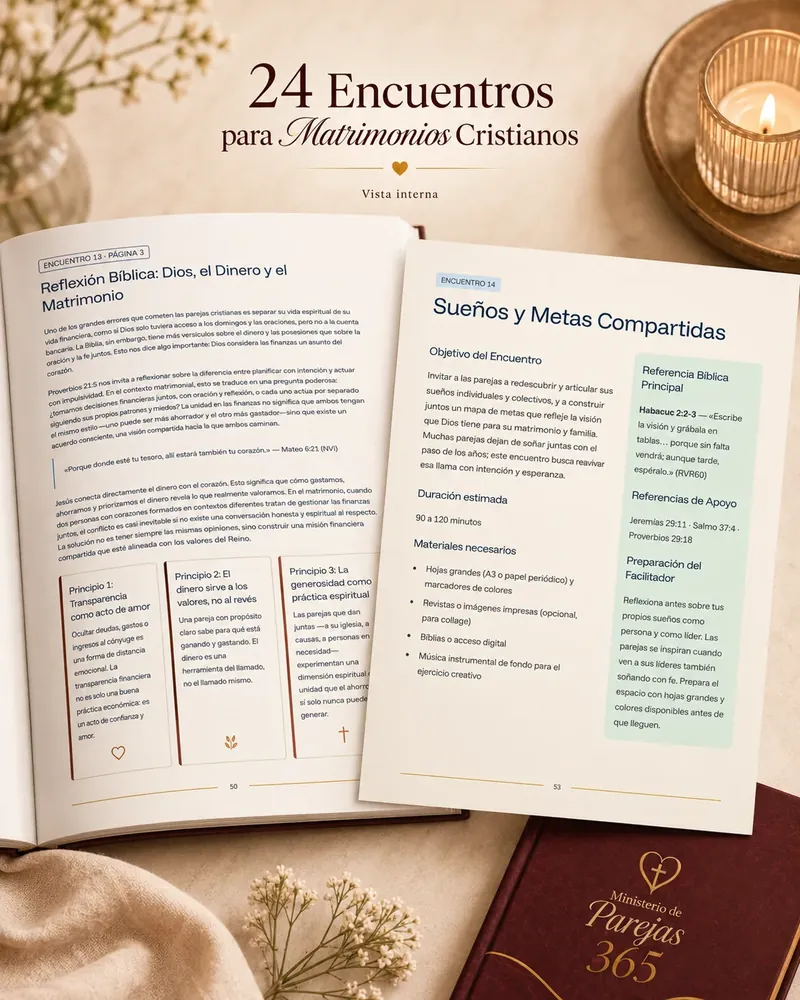 24 Encuentros
para Matrimonios Cristianos
Vista interna
ENCUENTRO 13 · PÁGINA 3
Reflexión Bíblica: Dios, el Dinero y el
Matrimonio
Uno de los grandes errores que cometen las parejas cristianas es separar su vida espiritual de su
vida financiera, como si Dios solo tuviera acceso a los domingos y las oraciones, pero no a la cuenta
bancaria. La Biblia, sin embargo, tiene más versículos sobre el dinero y las posesiones que sobre la
oración y la fe juntos. Esto nos dice algo importante: Dios considera las finanzas un asunto del
corazón.
Proverbios 21:5 nos invita a reflexionar sobre la diferencia entre planificar con intención y actuar
con impulsividad. En el contexto matrimonial, esto se traduce en una pregunta poderosa:
¿tomamos decisiones financieras juntos, con oración y reflexión, o cada uno actúa por separado
siguiendo sus propios patrones y miedos? La unidad en las finanzas no significa que ambos tengan
el mismo estilo —uno puede ser más ahorrador y el otro más gastador—sino que existe un
acuerdo consciente, una visión compartida hacia la que ambos caminan.
«Porque donde esté tu tesoro, allí estará también tu corazón.» — Mateo 6:21 (NVI)
Jesús conecta directamente el dinero con el corazón. Esto significa que cómo gastamos,
ahorramos y priorizamos el dinero revela lo que realmente valoramos. En el matrimonio, cuando
dos personas con corazones formados en contextos diferentes tratan de gestionar las finanzas
juntos, el conflicto es casi inevitable si no existe una conversación honesta y espiritual al respecto.
La solución no es tener siempre las mismas opiniones, sino construir una misión financiera
compartida que esté alineada con los valores del Reino.
Principio 1:
Transparencia
como acto de amor
Ocultar deudas, gastos o
ingresos al cónyuge es
una forma de distancia
emocional. La
transparencia financiera
no es solo una buena
práctica económica: es
un acto de confianza y
amor.
Principio 2: El
dinero sirve a los
valores, no al revés
Una pareja con propósito
claro sabe para qué está
ganando y gastando. El
dinero es una
herramienta del llamado,
no el llamado mismo.
Principio 3: La
generosidad como
práctica espiritual
Las parejas que dan
juntas —a su iglesia, a
causas, a personas en
necesidad—
experimentan una
dimensión espiritual
unidad que el ahorro
sí solo nunca puede
generar.
50
ENCUENTRO 14
Sueños y Metas Compartidas
Objetivo del Encuentro
Invitar a las parejas a redescubrir y articular sus
sueños individuales y colectivos, y a construir
juntos un mapa de metas que refleje la visión
que Dios tiene para su matrimonio y familia.
Muchas parejas dejan de soñar juntos con el
paso de los años; este encuentro busca reavivar
esa llama con intención y esperanza.
Duración estimada
90 a 120 minutos
Materiales necesarios
• Hojas grandes (A3 o papel periódico) y
marcadores de colores
• Revistas o imágenes impresas (opcional,
para collage)
• Biblias o acceso digital
• Música instrumental de fondo para el
ejercicio creativo
Referencia Bíblica
Principal
Habacuc 2:2-3 — «Escribe
la visión y grábala en
tablas... porque sin falta
vendrá; aunque tarde,
espéralo.» (RVR60)
Referencias de Apoyo
Jeremías 29:11 · Salmo 37:4 ·
Proverbios 29:18
Preparación del
Facilitador
Reflexiona antes sobre tus
propios sueños como
persona y como líder. Las
parejas se inspiran cuando
ven a sus líderes también
soñando con fe. Prepara el
espacio con hojas grandes y
colores disponibles antes de
que lleguen.
53
Ministerio de
Parejas
365